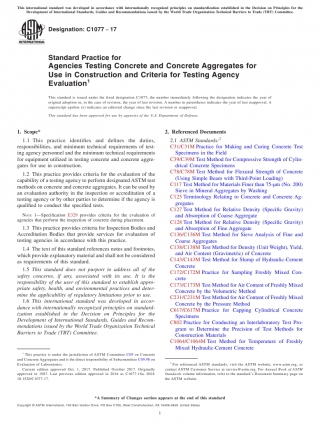 This international standard was developed in accordance with internationally recognized principles on standardization established in the Decision on Principles for the
Development of International Standards, Guides and Recommendations issued by the World Trade Organization Technical Barriers to Trade (TBT) Committee.
Designation: C1077 − 17
Standard Practice for
Agencies Testing Concrete and Concrete Aggregates for
Use in Construction and Criteria for Testing Agency
Evaluation1
This standard is issued under the fixed designation C1077; the number immediately following the designation indicates the year of
original adoption or, in the case of revision, the year of last revision. A number in parentheses indicates the year of last reapproval. A
superscript epsilon (ε) indicates an editorial change since the last revision or reapproval.
This standard has been approved for use by agencies of the U.S. Department of Defense.
1. Scope*
1.1 This practice identifies and defines the duties,
responsibilities, and minimum technical requirements of test-
ing agency personnel and the minimum technical requirements
for equipment utilized in testing concrete and concrete aggre-
gates for use in construction.
1.2 This practice provides criteria for the evaluation of the
capability of a testing agency to perform designated ASTM test
methods on concrete and concrete aggregates. It can be used by
an evaluation authority in the inspection or accreditation of a
testing agency or by other parties to determine if the agency is
qualified to conduct the specified tests.
NOTE 1—Specification E329 provides criteria for the evaluation of
agencies that perform the inspection of concrete during placement.
1.3 This practice provides criteria for Inspection Bodies and
Accreditation Bodies that provide services for evaluation of
testing agencies in accordance with this practice.
1.4 The text of this standard references notes and footnotes,
which provide explanatory material and shall not be considered
as requirements of this standard.
1.5 This standard does not purport to address all of the
safety concerns, if any, associated with its use. It is the
responsibility of the user of this standard to establish appro-
priate safety, health, and environmental practices and deter-
mine the applicability of regulatory limitations prior to use.
1.6 This international standard was developed in accor-
dance with internationally recognized principles on standard-
ization established in the Decision on Principles for the
Development of International Standards, Guides and Recom-
mendations issued by the World Trade Organization Technical
Barriers to Trade (TBT) Committee.
1 This practice is under the jurisdiction of ASTM Committee C09 on Concrete
and Concrete Aggregates and is the direct responsibility of Subcommittee C09.98 on
Evaluation of Laboratories.
Current edition approved Oct. 1, 2017. Published October 2017. Originally
approved in 1987. Last previous edition approved in 2016 as C1077-16a. DOI:
10.1520/C1077-17.
2. Referenced Documents
2.1 ASTM Standards:2
C31/C31M Practice for Making and Curing Concrete Test
Specimens in the Field
C39/C39M Test Method for Compressive Strength of Cylin-
drical Concrete Specimens
C78/C78M Test Method for Flexural Strength of Concrete
(Using Simple Beam with Third-Point Loading)
C117 Test Method for Materials Finer than 75-µm (No. 200)
Sieve in Mineral Aggregates by Washing
C125 Terminology Relating to Concrete and Concrete Ag-
gregates
C127 Test Method for Relative Density (Specific Gravity)
and Absorption of Coarse Aggregate
C128 Test Method for Relative Density (Specific Gravity)
and Absorption of Fine Aggregate
C136/C136M Test Method for Sieve Analysis of Fine and
Coarse Aggregates
C138/C138M Test Method for Density (Unit Weight), Yield,
and Air Content (Gravimetric) of Concrete
C143/C143M Test Method for Slump of Hydraulic-Cement
Concrete
C172/C172M Practice for Sampling Freshly Mixed Con-
crete
C173/C173M Test Method for Air Content of Freshly Mixed
Concrete by the Volumetric Method
C231/C231M Test Method for Air Content of Freshly Mixed
Concrete by the Pressure Method
C617/C617M Practice for Capping Cylindrical Concrete
Specimens
C802 Practice for Conducting an Interlaboratory Test Pro-
gram to Determine the Precision of Test Methods for
Construction Materials
C1064/C1064M Test Method for Temperature of Freshly
Mixed Hydraulic-Cement Concrete
2 For referenced ASTM standards, visit the ASTM website, www.astm.org, or
contact ASTM Customer Service at service@astm.org. For Annual Book of ASTM
Standards volume information, refer to the standard's Document Summary page on
the ASTM website.
*A Summary of Changes section appears at the end of this standard
Copyright © ASTM International, 100 Barr Harbor Drive, PO Box C700, West Conshohocken, PA 19428-2959. United States
1